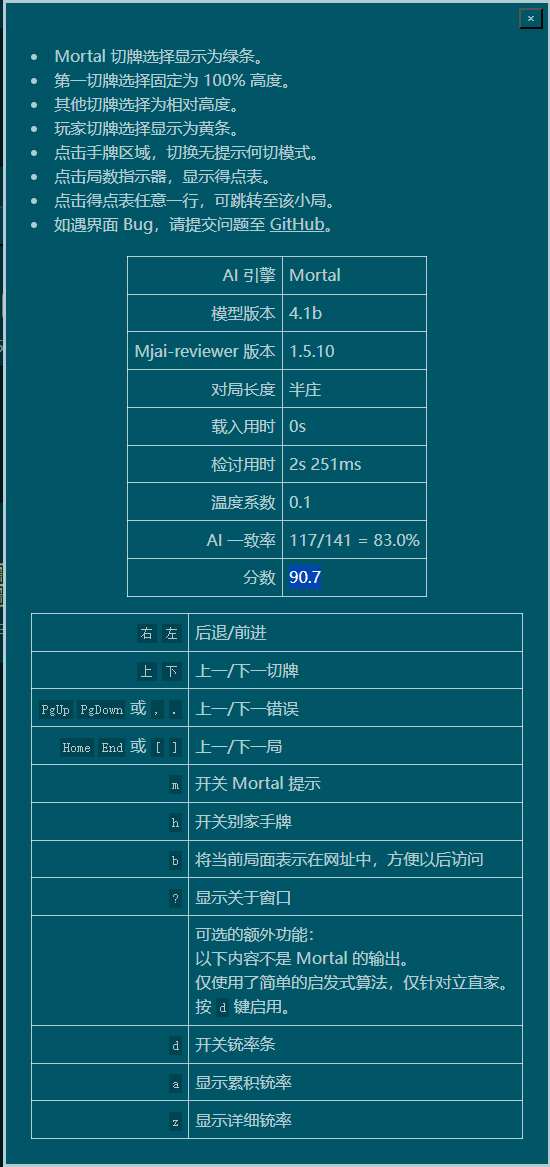 ×
• Mortal 切牌选择显示为绿条。
• 第一切牌选择固定为 100% 高度。
• 其他切牌选择为相对高度。
• 玩家切牌选择显示为黄条。
• 点击手牌区域，切换无提示何切模式。
• 点击局数指示器，显示得点表。
• 点击得点表任意一行，可跳转至该小局。
• 如遇界面 Bug，请提交问题至 GitHub。
AI 引擎 Mortal
模型版本 4.1b
Mjai-reviewer 版本 1.5.10
对局长度 半庄
载入用时 0s
检讨用时 2s 251ms
温度系数 0.1
AI 一致率 117/141 = 83.0%
分数 90.7
右 左 后退/前进
上 下 上一/下一切牌
PgUp PgDown 或 , . 上一/下一错误
Home End 或 [ ] 上一/下一局
m 开关 Mortal 提示
h 开关别家手牌
b 将当前局面表示在网址中，方便以后访问
? 显示关于窗口
可选的额外功能：
以下内容不是 Mortal 的输出。
仅使用了简单的启发式算法，仅针对立直家。
按 d 键启用。
d 开关铳率条
a 显示累积铳率
z 显示详细铳率